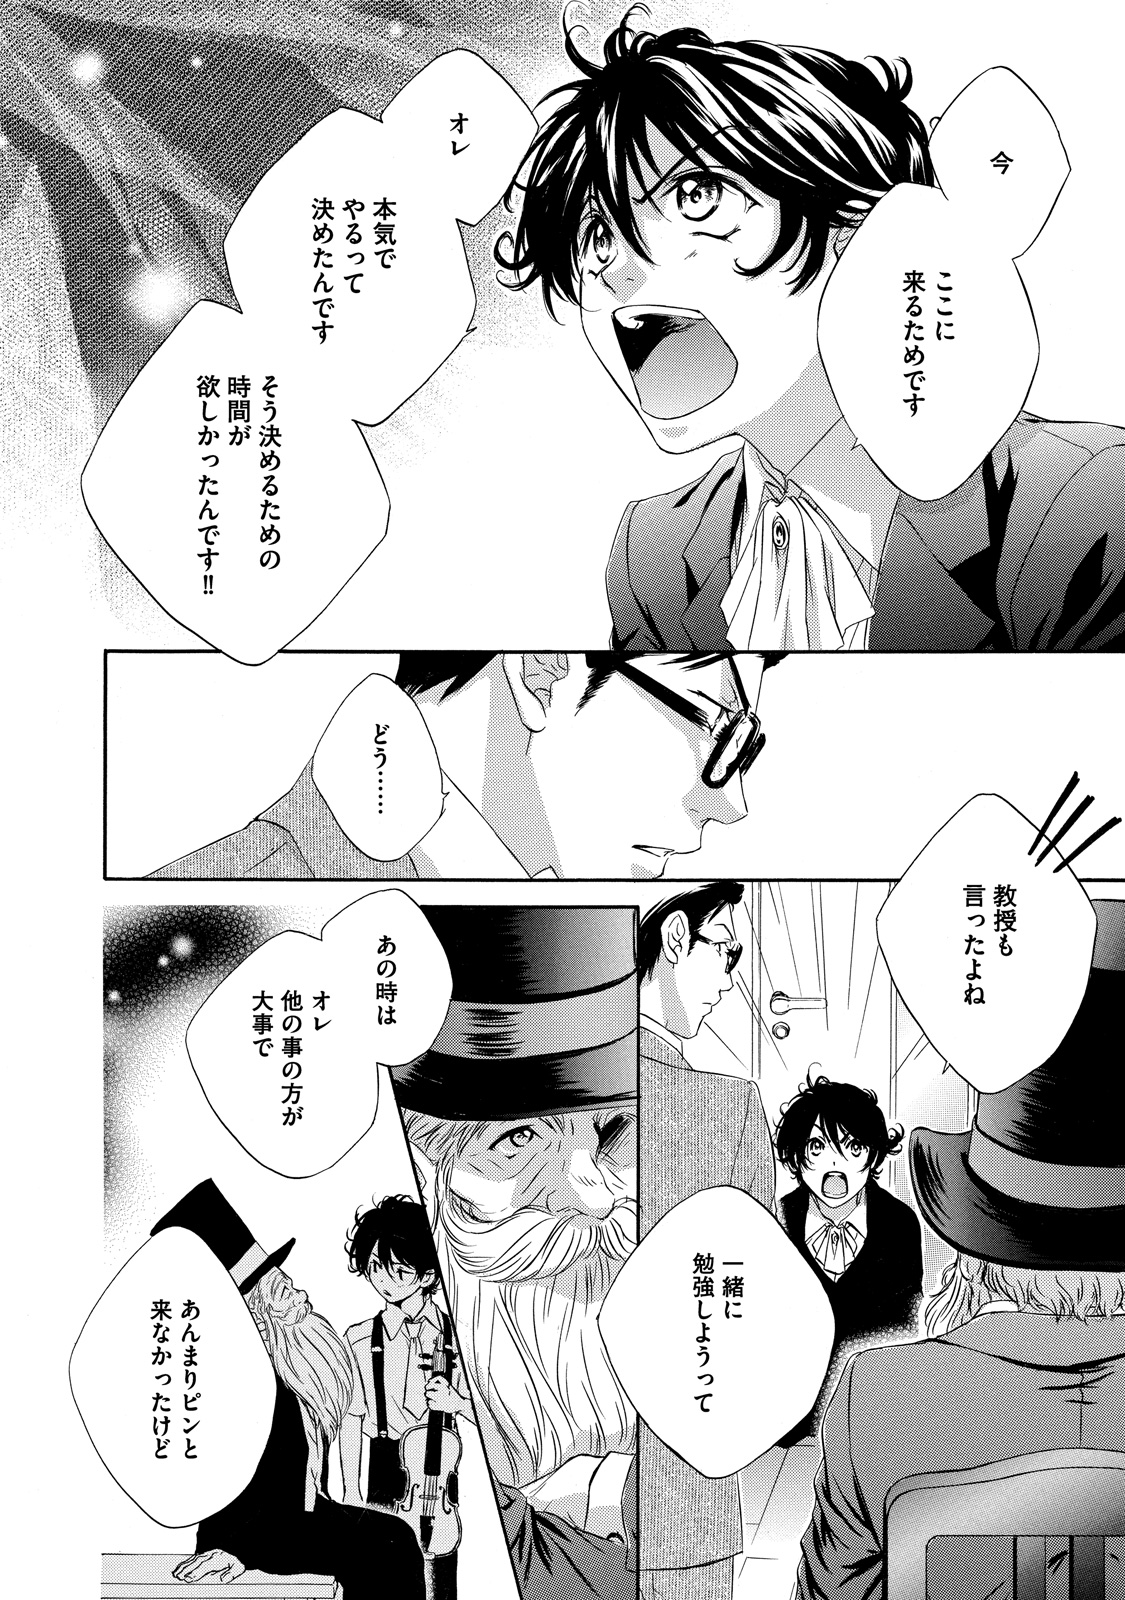 今
ここに
来るためです
オレ
本気で
やるって
決めたんです
そう決めるための
時間が
欲しかったんです!!
どう……
教授も
言ったよね
一緒に
勉強しようって
あの時は
オレ
他の事の方が
大事で
あんまりピンと
来なかったけど